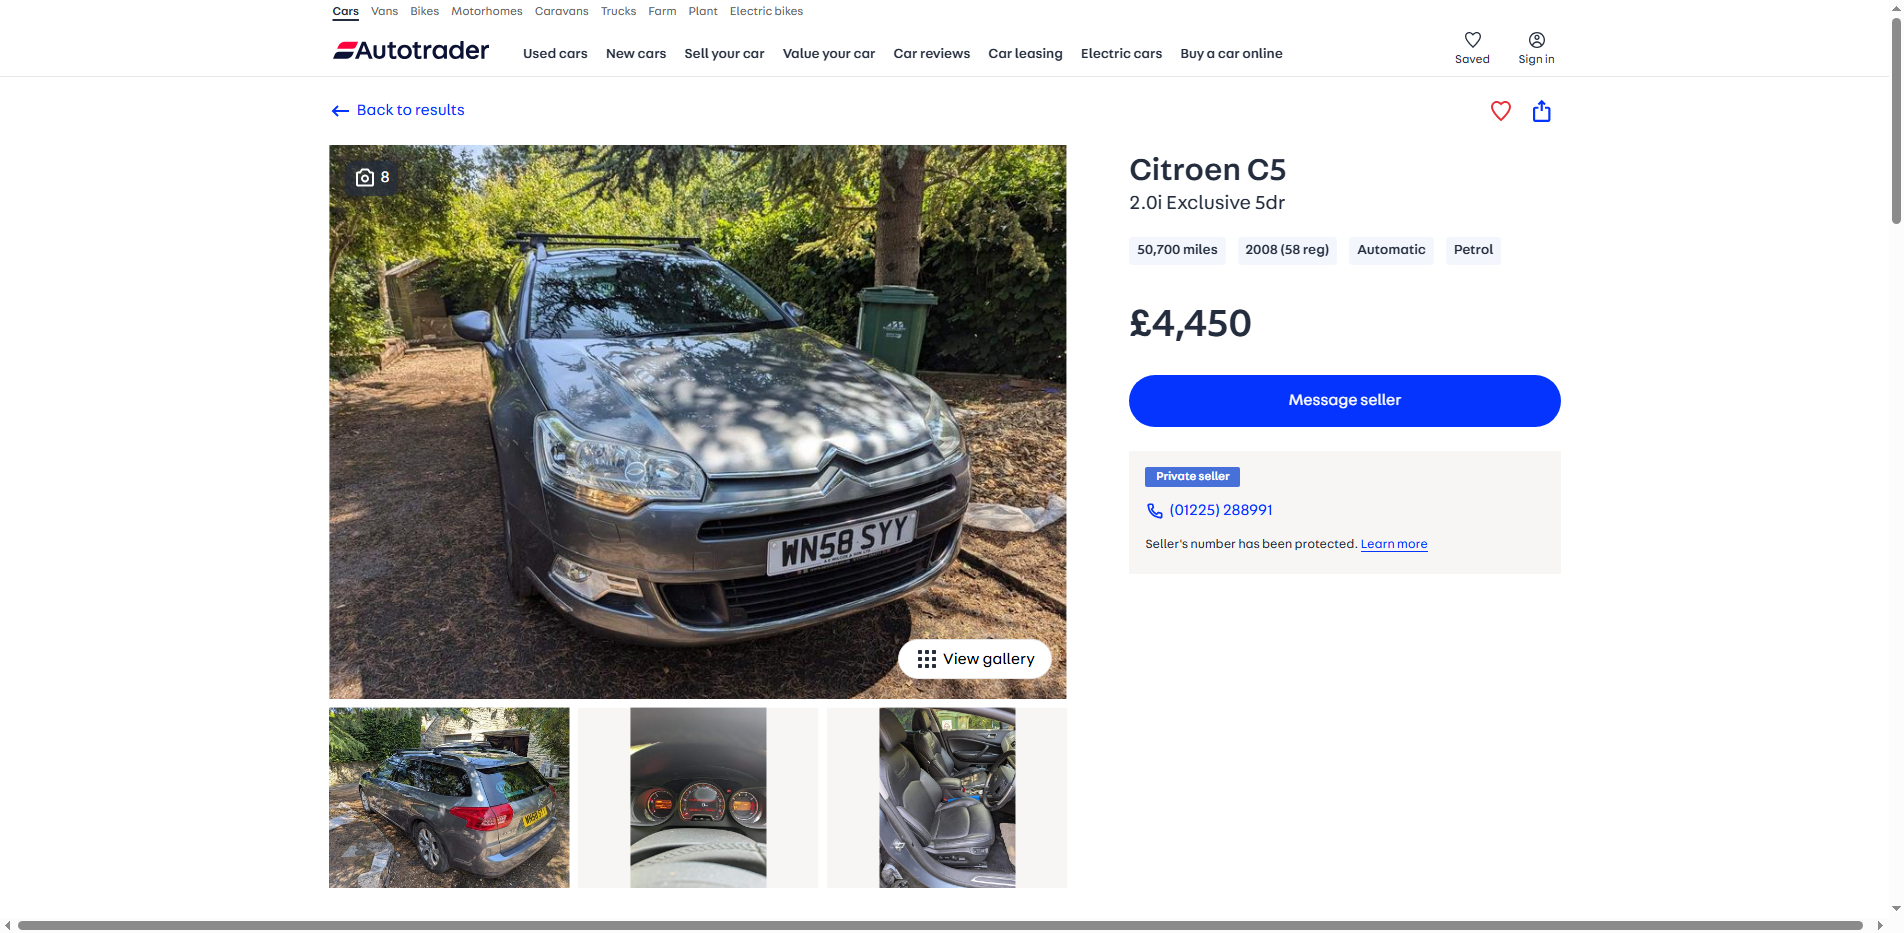 Cars Vans Bikes Motorhomes Caravans Trucks Farm Plant Electric bikes
Autotrader
Used cars New cars Sell your car Value your car Car reviews Car leasing Electric cars Buy a car online
Saved Sign in
Back to results
8
WN58 SYY
View gallery
Citroen C5
2.0i Exclusive 5dr
50,700 miles 2008 (58 reg) Automatic Petrol
£4,450
Message seller
Private seller
(01225) 288991
Seller's number has been protected. Learn more